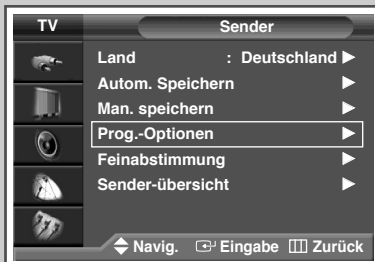 TV Sender
Land : Deutschland ▶
Autom. Speichern ▶
Man. speichern ▶
Prog.-Optionen ▶
Feinabstimmung ▶
Sender-übersicht ▶
Navig. Eingabe Zurück